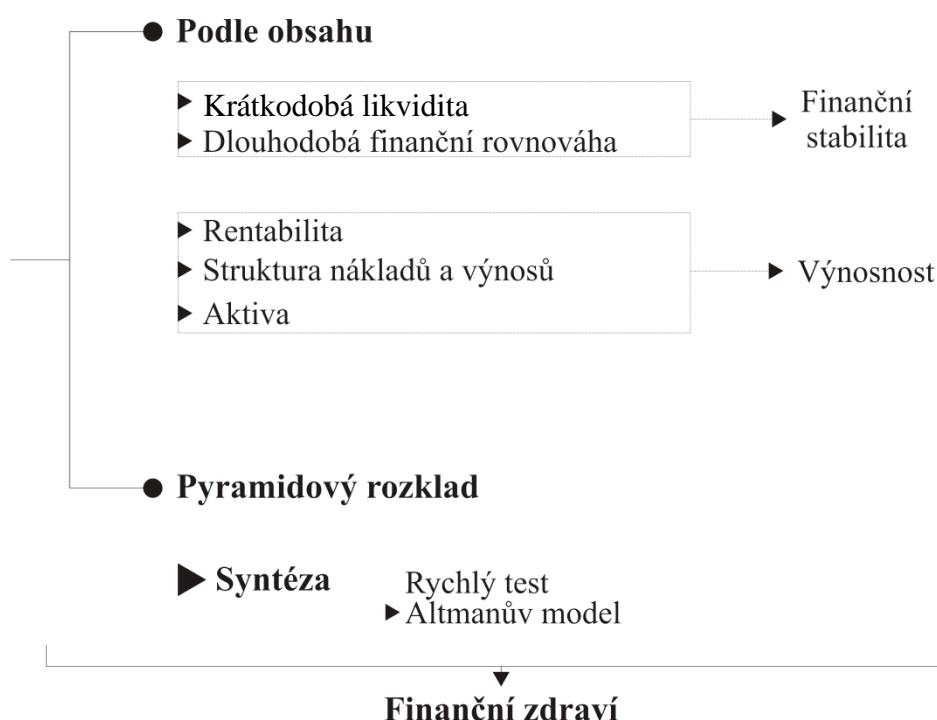 Podle obsahu
Krátkodobá likvidita
Dlouhodobá finanční rovnováha
Finanční
stabilita
Rentabilita
Struktura nákladů a výnosů
Aktiva
Výnosnost
Pyramidový rozklad
Syntéza
Rychlý test
Altmanův model
Finanční zdraví